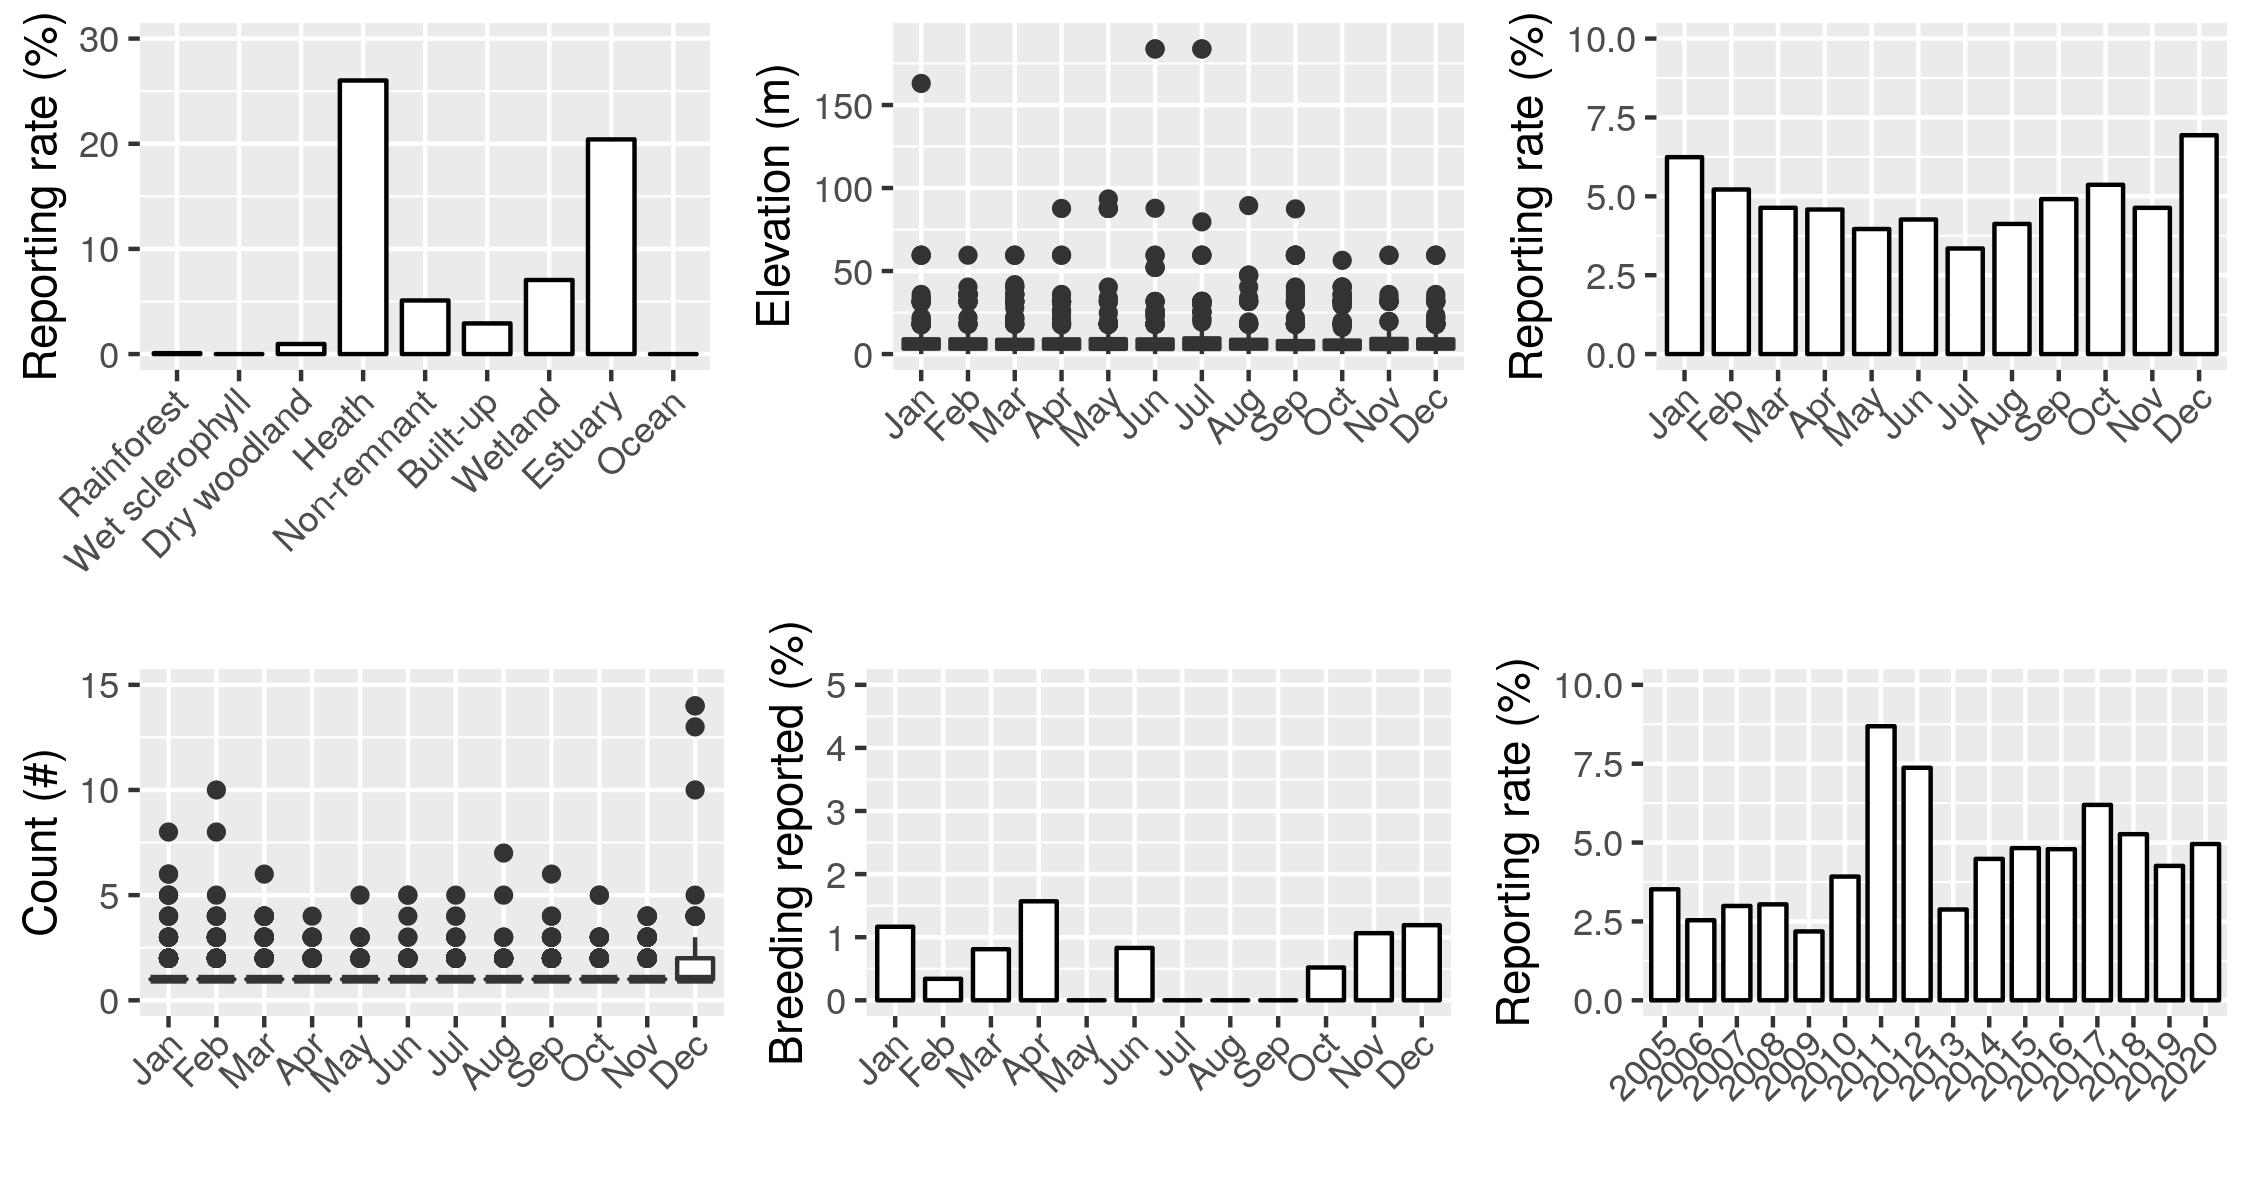 Reporting rate (%)
30
20
10
0
Rainforest
Wet sclerophyll
Dry woodland
Heath
Non-remnant
Built-up
Wetland
Estuary
Ocean
Elevation (m)
150
100
50
0
Jan
Feb
Mar
Apr
May
Jun
Jul
Aug
Sep
Oct
Nov
Dec
Reporting rate (%)
10.0
7.5
5.0
2.5
0.0
Jan
Feb
Mar
Apr
May
Jun
Jul
Aug
Sep
Oct
Nov
Dec
Count (#)
15
10
5
0
Jan
Feb
Mar
Apr
May
Jun
Jul
Aug
Sep
Oct
Nov
Dec
Breeding reported (%)
5
4
3
2
1
0
Jan
Feb
Mar
Apr
May
Jun
Jul
Aug
Sep
Oct
Nov
Dec
Reporting rate (%)
10.0
7.5
5.0
2.5
0.0
2005
2006
2007
2008
2009
2010
2011
2012
2013
2014
2015
2016
2017
2018
2019
2020